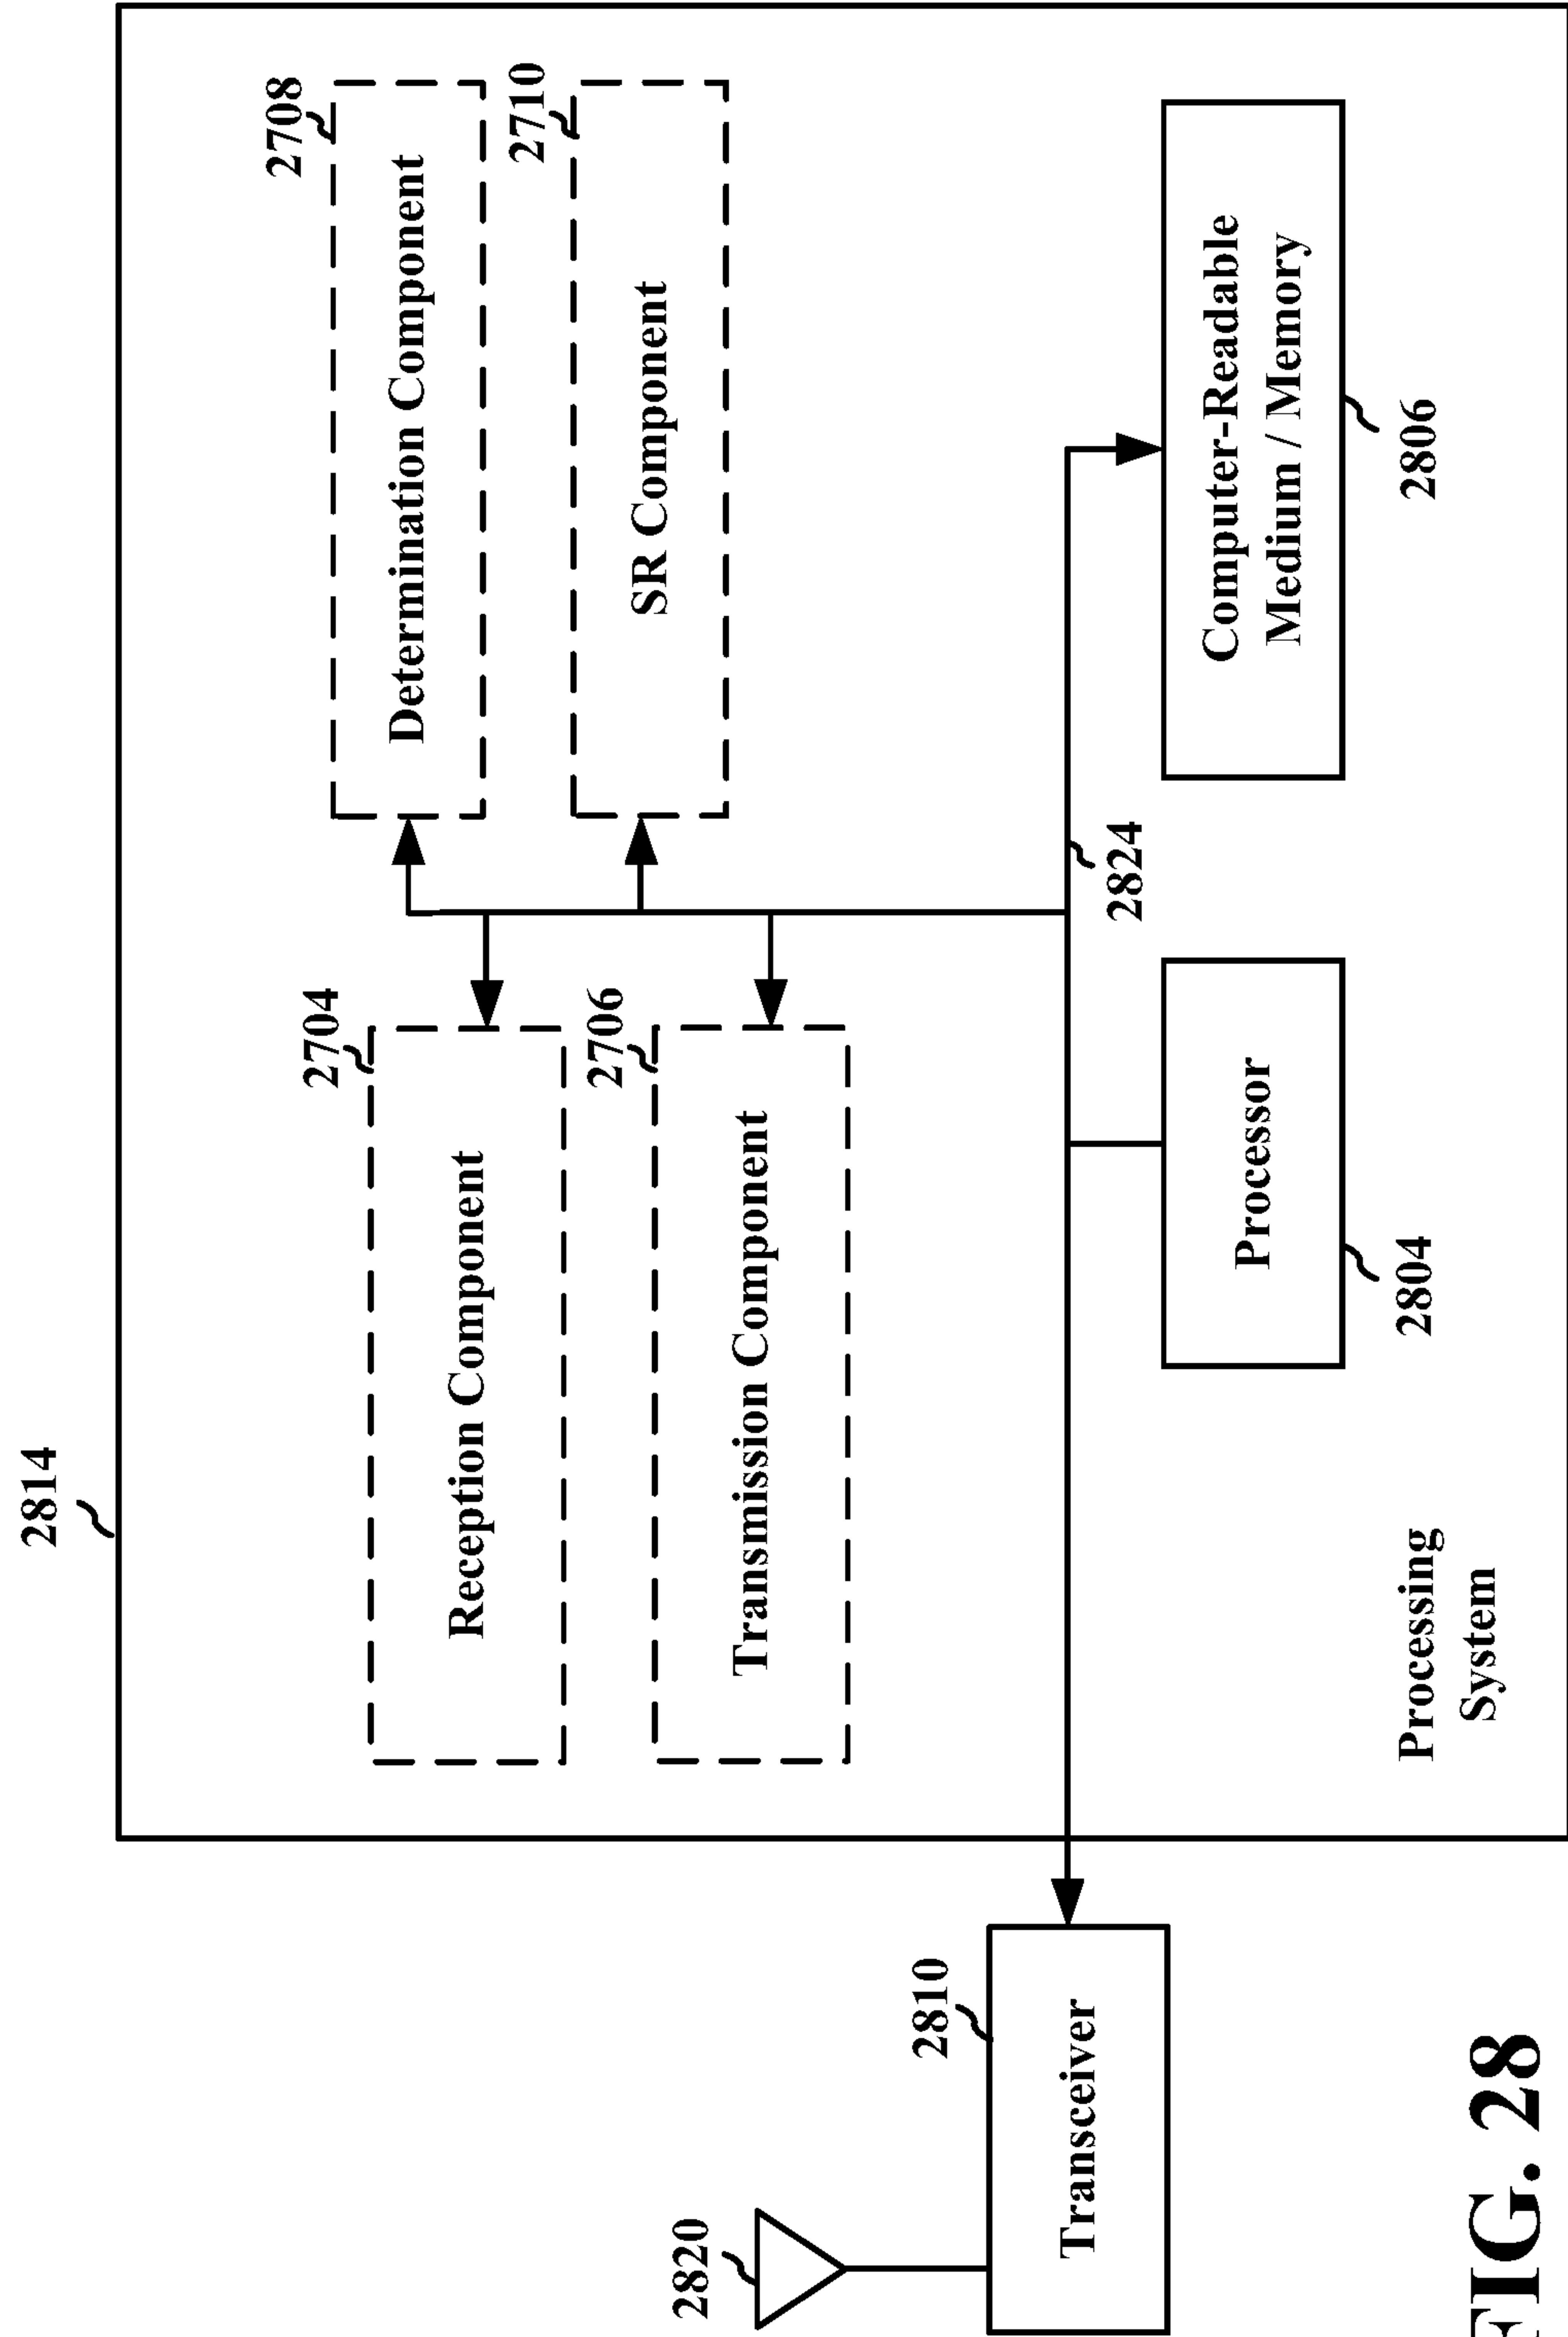 2814
2708
Determination Component
2704
Reception Component
2710
SR Component
2706
Transmission Component
2820
2810
Transceiver
2824
Processor
2804
Computer-Readable
Medium / Memory
2806
Processing
System
FIG. 28